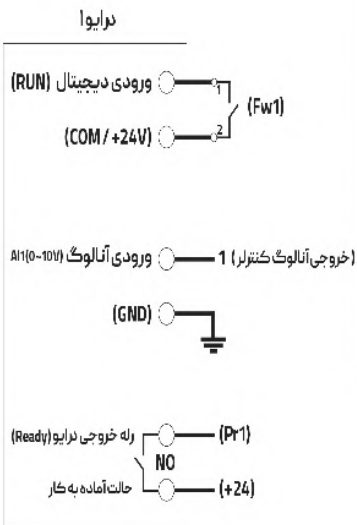 درایو۱
ورودی دیجیتال (RUN)
1
(Fw1)
(COM / +24V)
2
ورودی آنالوگ AI1(0~10V)
1 (خروجی آنالوگ کنترلر)
(GND)
رله خروجی درایو (Ready)
(Pr1)
NO
حالت آماده به کار
(+24)